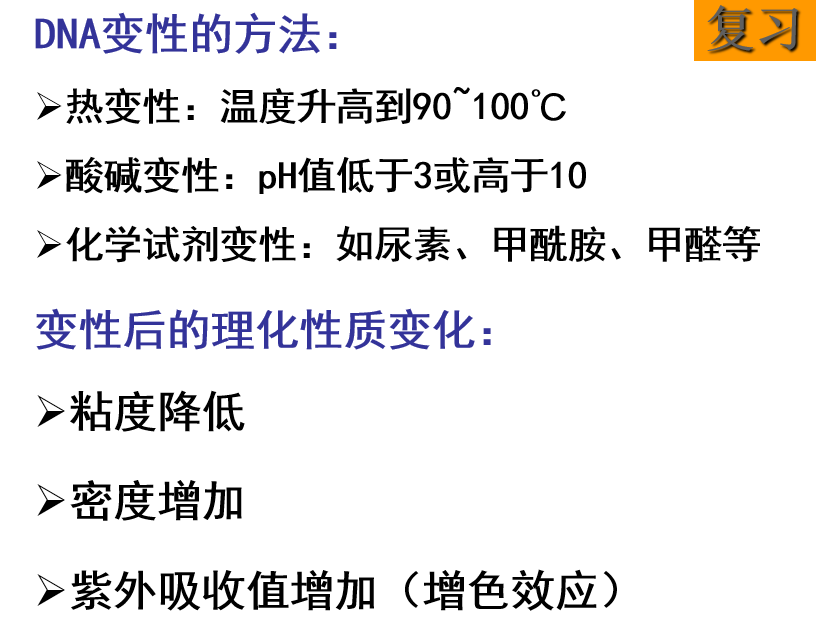 DNA变性的方法：
复习
➢热变性：温度升高到90~100℃
➢酸碱变性：pH值低于3或高于10
➢化学试剂变性：如尿素、甲酰胺、甲醛等
变性后的理化性质变化：
➢粘度降低
➢密度增加
➢紫外吸收值增加（增色效应）